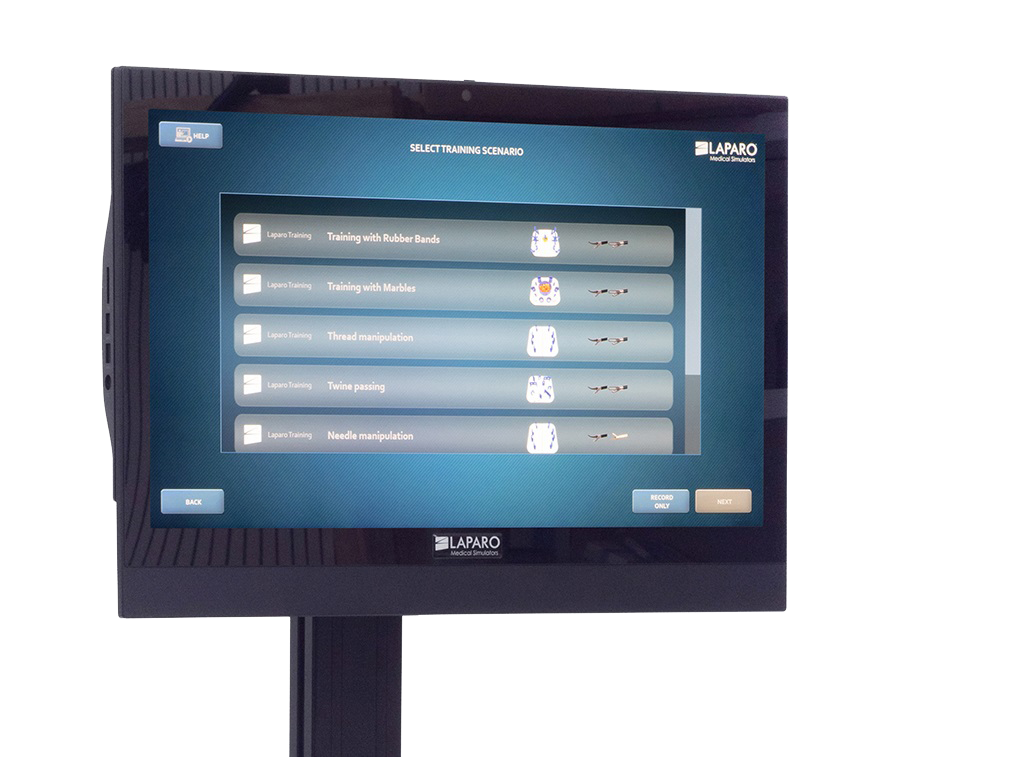 HELP
SELECT TRAINING SCENARIO
LAPARO
Medical Simulators
Laparo Training Training with Rubber Bands
Laparo Training Training with Marbles
Laparo Training Thread manipulation
Laparo Training Twine passing
Laparo Training Needle manipulation
BACK
RECORD
ONLY
NEXT
LAPARO
Medical Simulators